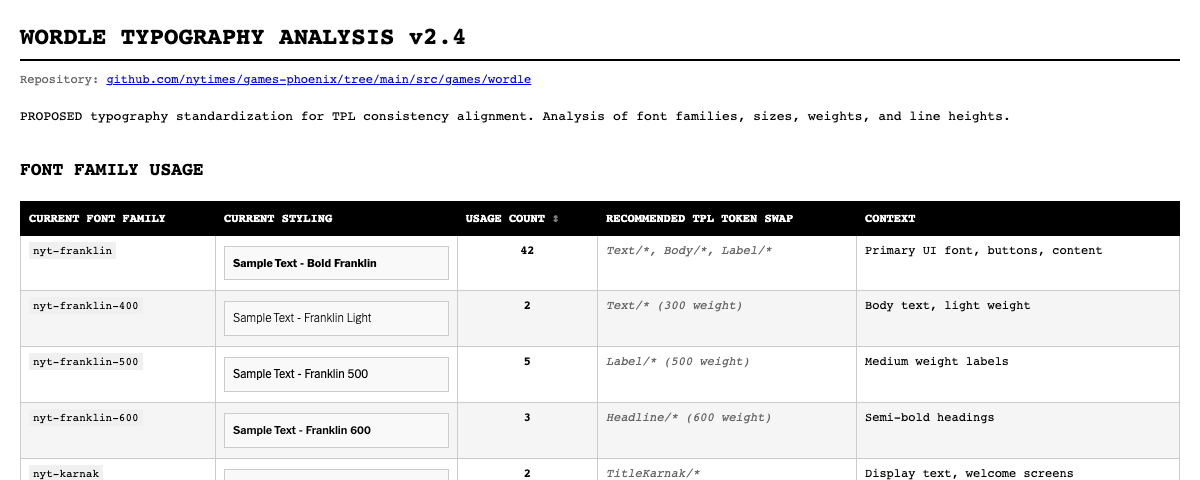 WORDLE TYPOGRAPHY ANALYSIS v2.4
Repository: github.com/nytimes/games-phoenix/tree/main/src/games/wordle
PROPOSED typography standardization for TPL consistency alignment. Analysis of font families, sizes, weights, and line heights.
FONT FAMILY USAGE
CURRENT FONT FAMILY CURRENT STYLING USAGE COUNT ↕ RECOMMENDED TPL TOKEN SWAP CONTEXT
nyt-franklin Sample Text - Bold Franklin 42 Text/*, Body/*, Label/* Primary UI font, buttons, content
nyt-franklin-400 Sample Text - Franklin Light 2 Text/* (300 weight) Body text, light weight
nyt-franklin-500 Sample Text - Franklin 500 5 Label/* (500 weight) Medium weight labels
nyt-franklin-600 Sample Text - Franklin 600 3 Headline/* (600 weight) Semi-bold headings
nyt-karnak 2 TitleKarnak/* Display text, welcome screens